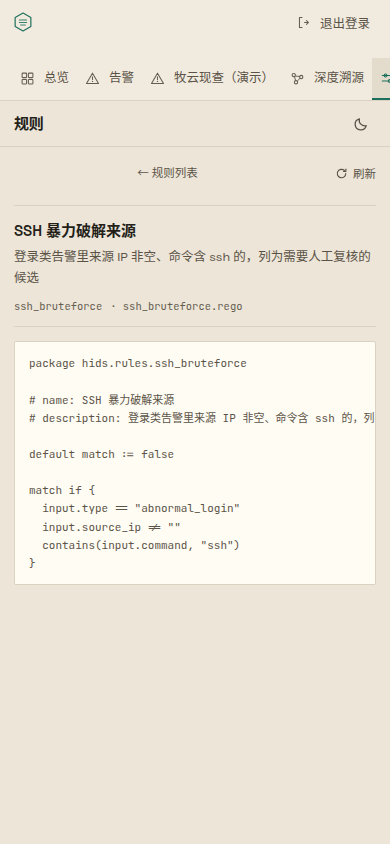 退出登录
总览 告警 牧云现查（演示） 深度溯源
规则
← 规则列表 刷新
SSH 暴力破解来源
登录类告警里来源 IP 非空、命令含 ssh 的，列为需要人工复核的
候选
ssh_bruteforce · ssh_bruteforce.rego
package hids.rules.ssh_bruteforce
# name: SSH 暴力破解来源
# description: 登录类告警里来源 IP 非空、命令含 ssh 的，列
default match := false
match if {
input.type == "abnormal_login"
input.source_ip != ""
contains(input.command, "ssh")
}